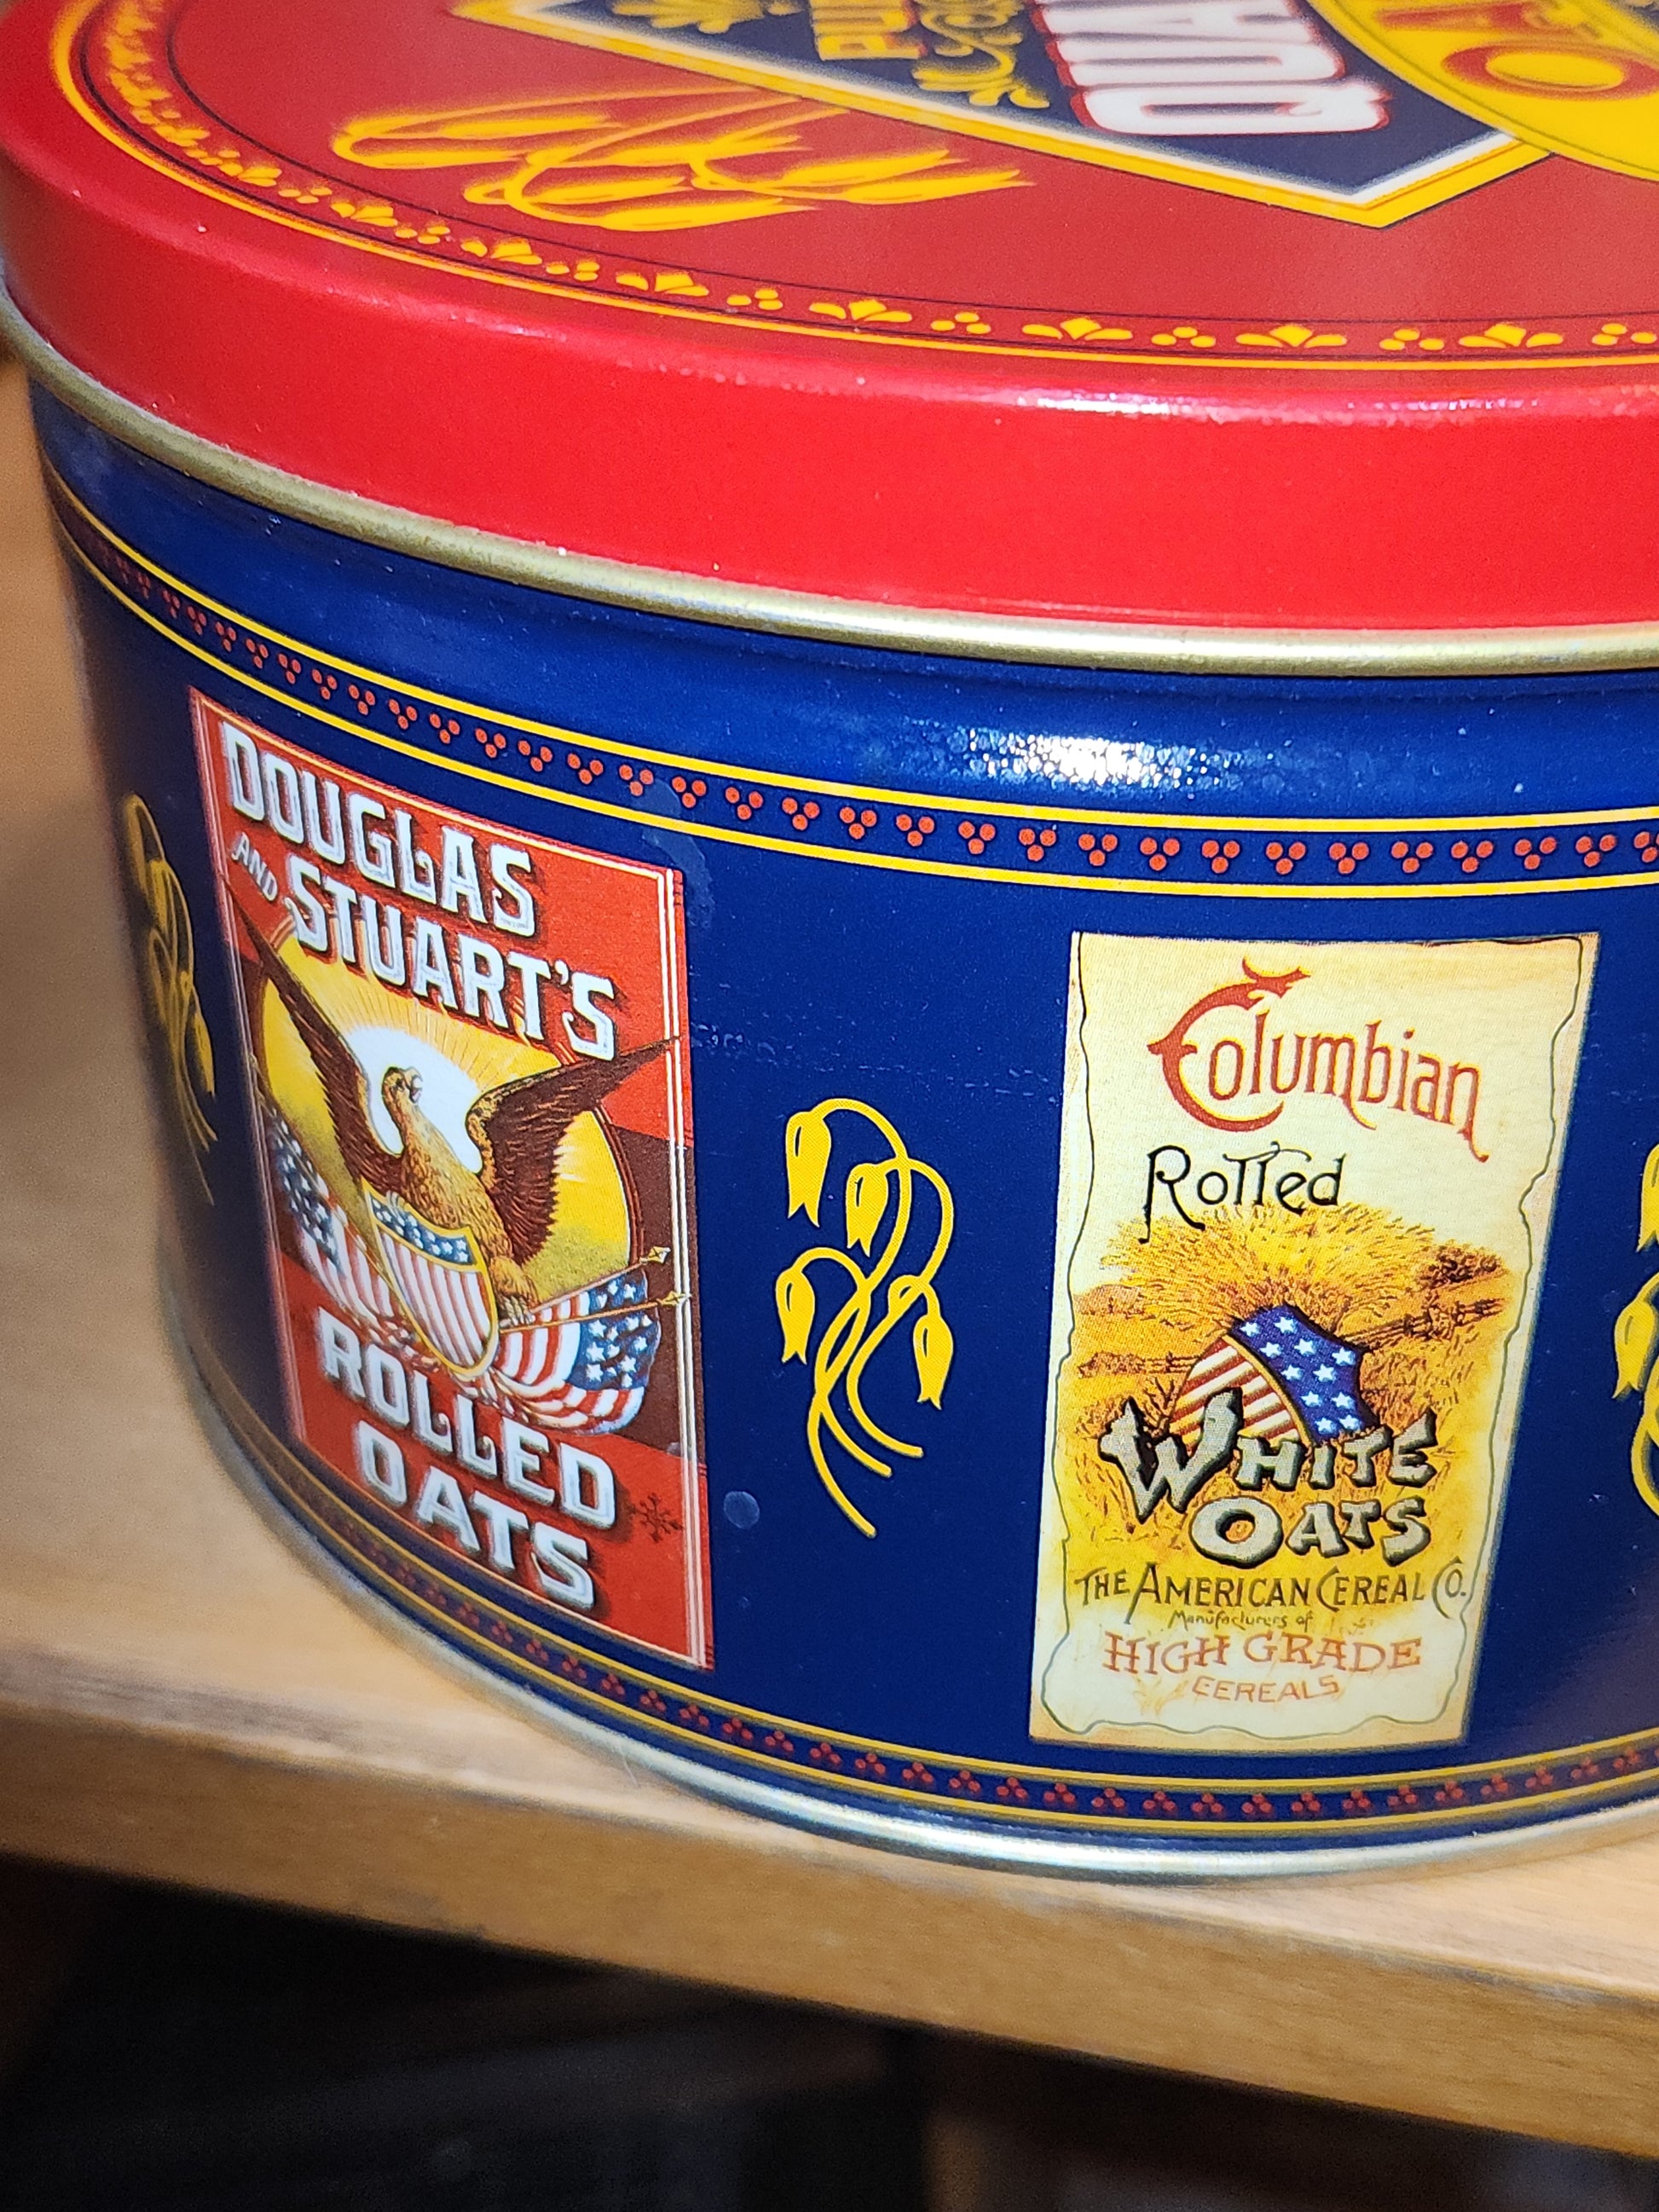 DOUGLAS
AND STUART'S
ROLLED
OATS
Columbian
Rolled
WHITE
OATS
THE AMERICAN CEREAL CO.
Manufacturers of
HIGH GRADE
CEREALS